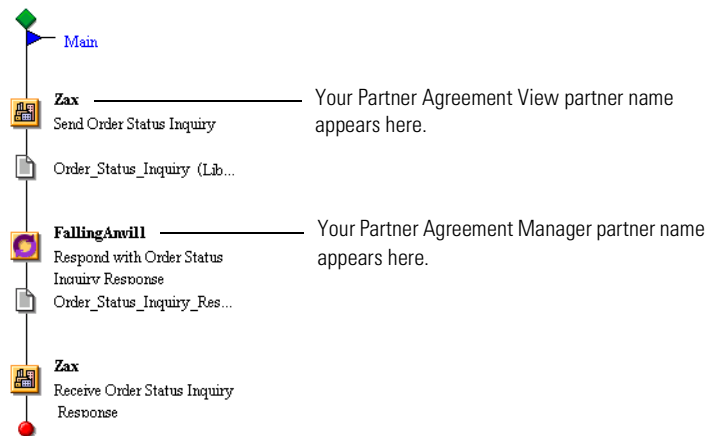 Main
Zax
Send Order Status Inquiry
Your Partner Agreement View partner name
appears here.
Order_Status_Inquiry (Lib...
FallingAnvil1
Respond with Order Status
Inquiry Response
Your Partner Agreement Manager partner name
appears here.
Order_Status_Inquiry_Res...
Zax
Receive Order Status Inquiry
Response